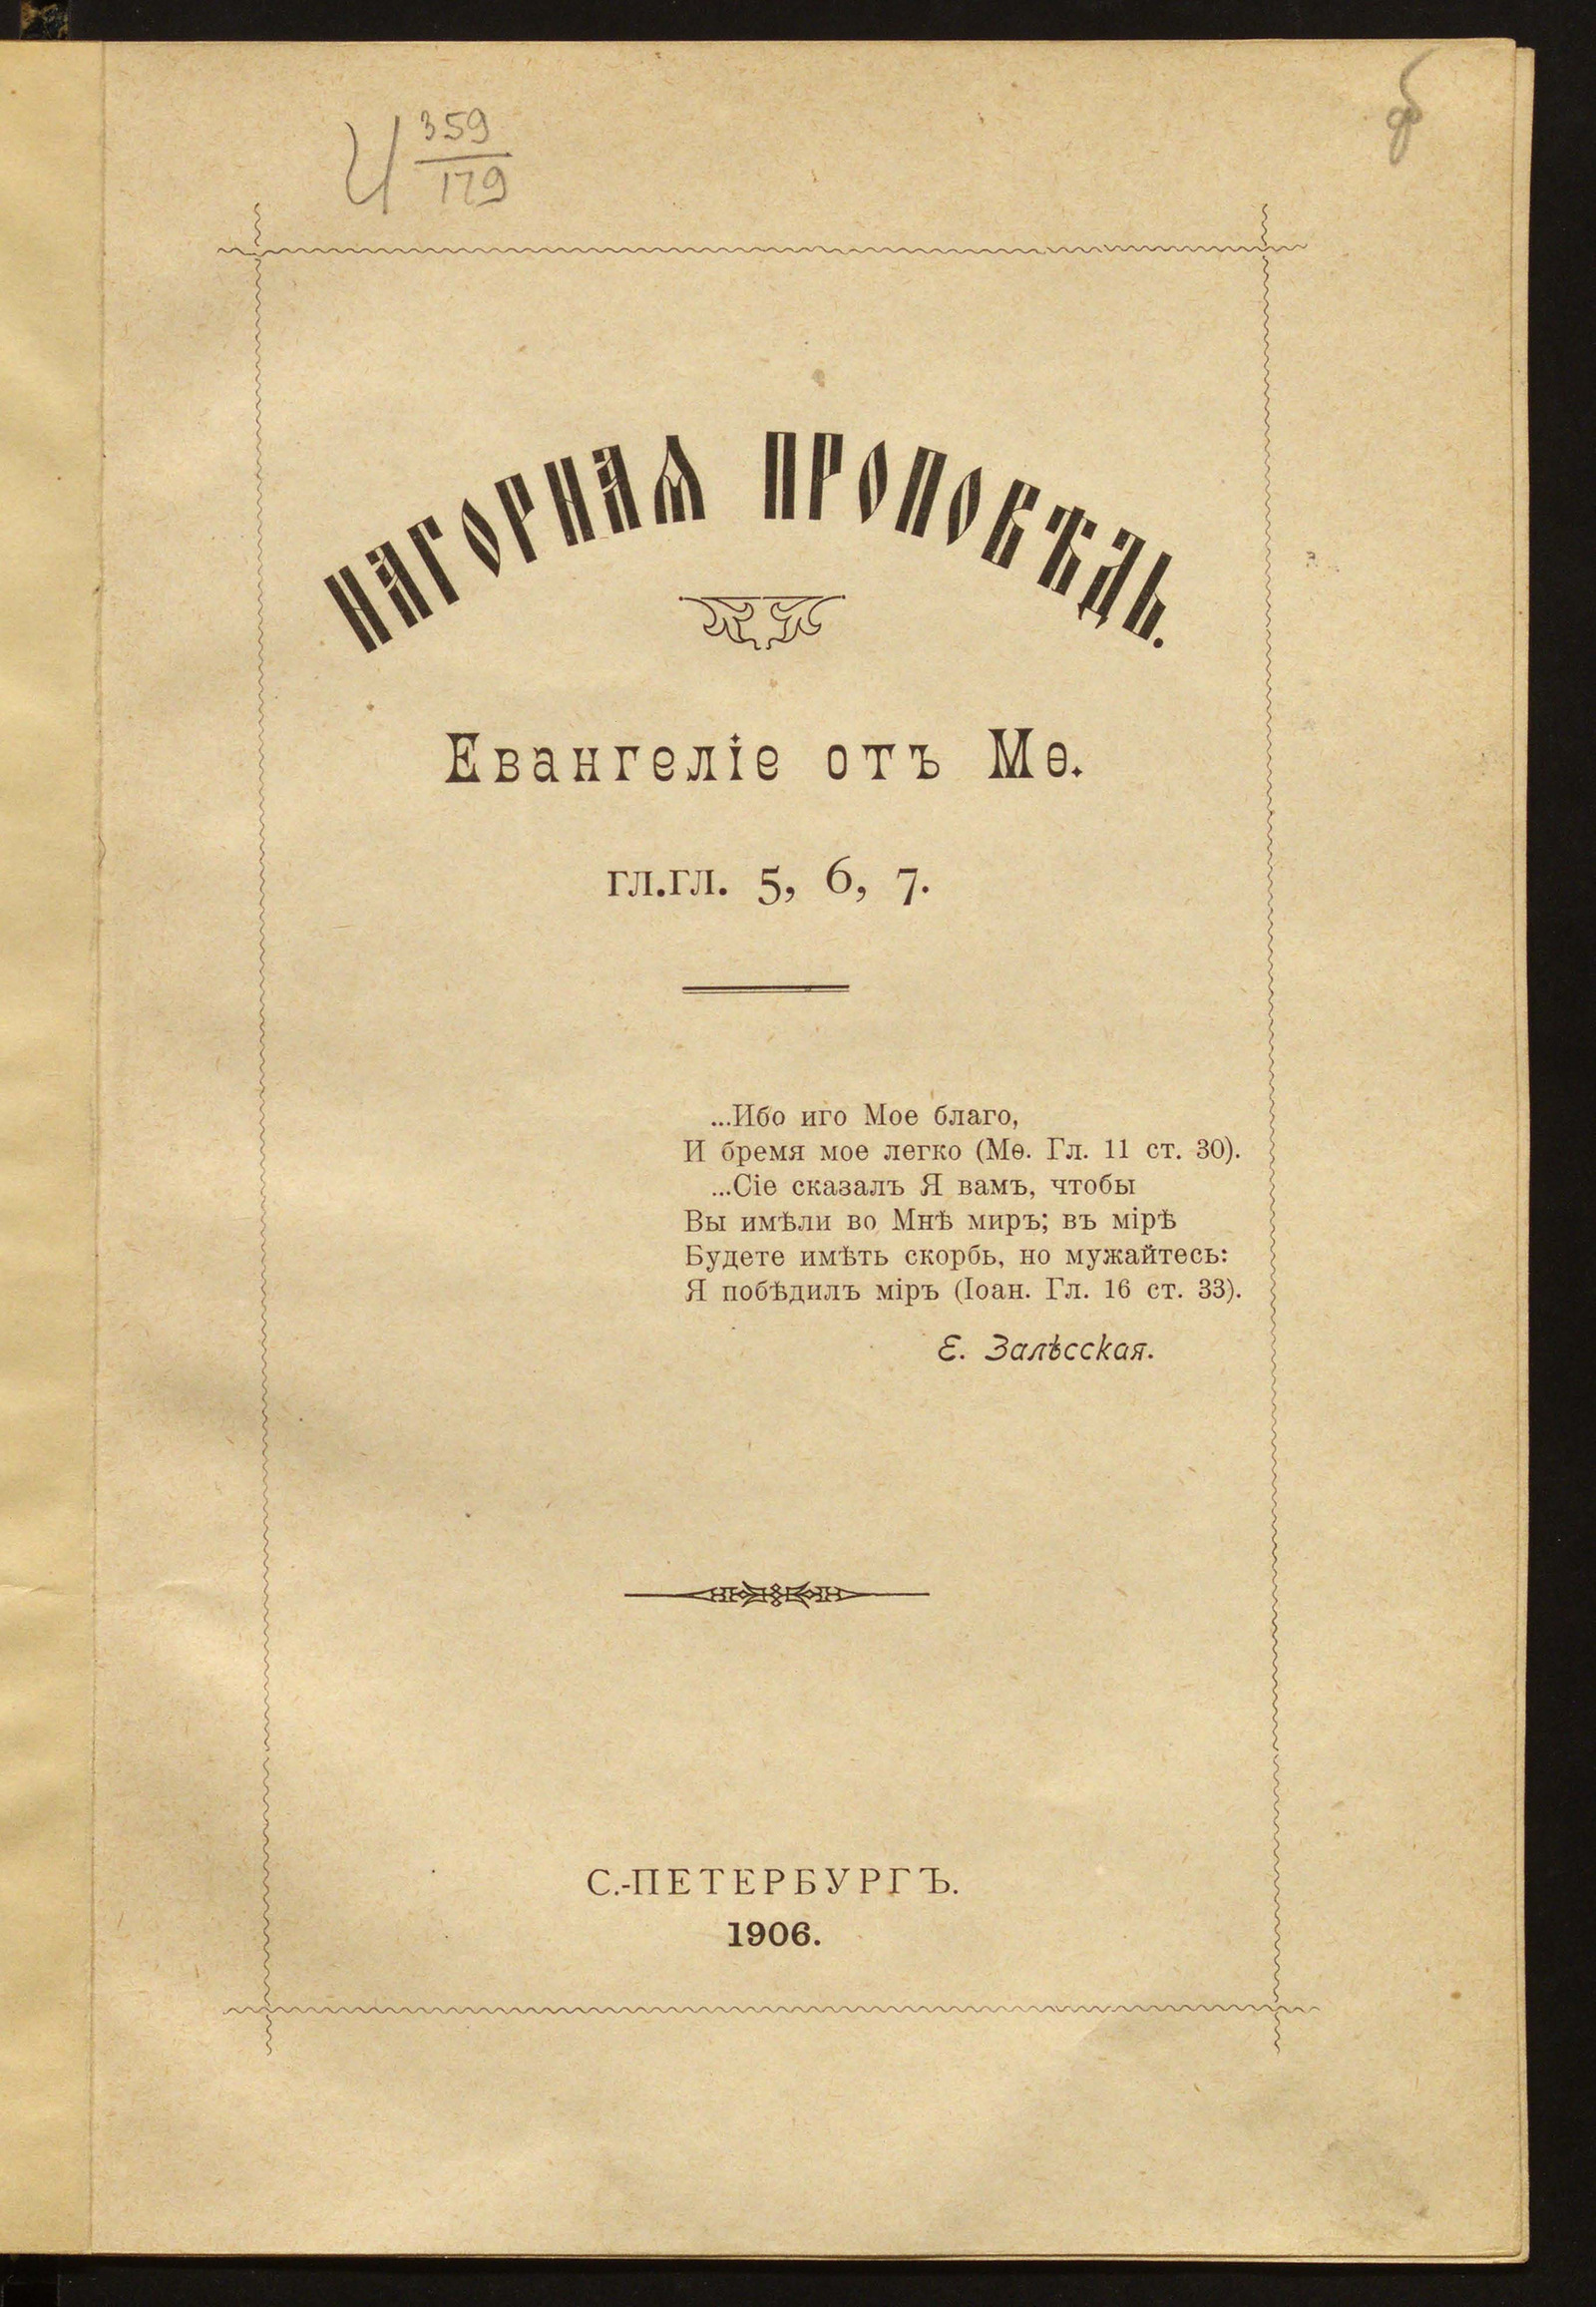 И 359
179
НАГОРНАѦ ПРОПОВѢДЬ.
Евангеліе отъ Мѳ.
гл.гл. 5, 6, 7.
...Ибо иго Мое благо,
И бремя мое легко (Мѳ. Гл. 11 ст. 30).
...Сіе сказалъ Я вамъ, чтобы
Вы имѣли во Мнѣ миръ; въ мірѣ
Будете имѣть скорбь, но мужайтесь:
Я побѣдилъ міръ (Іоан. Гл. 16 ст. 33).
Е. Залѣсская.
С.-ПЕТЕРБУРГЪ.
1906.